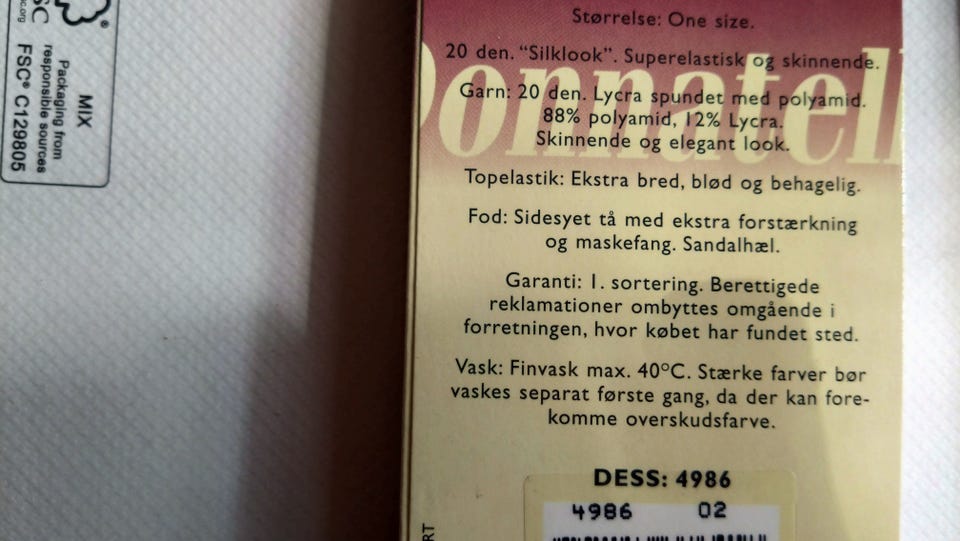 ®
c.org
SC
MIX
Packaging from
responsible sources
FSC® C129805
Størrelse: One size.
20 den. “Silklook”. Superelastisk og skinnende.
Donnatell
Garn: 20 den. Lycra spundet med polyamid.
88% polyamid, 12% Lycra.
Skinnende og elegant look.
Topelastik: Ekstra bred, blød og behagelig.
Fod: Sidesyet tå med ekstra forstærkning
og maskefang. Sandalhæl.
Garanti: 1. sortering. Berettigede
reklamationer ombyttes omgående i
forretningen, hvor købet har fundet sted.
Vask: Finvask max. 40°C. Stærke farver bør
vaskes separat første gang, da der kan fore-
komme overskudsfarve.
DESS: 4986
4986 02
RT